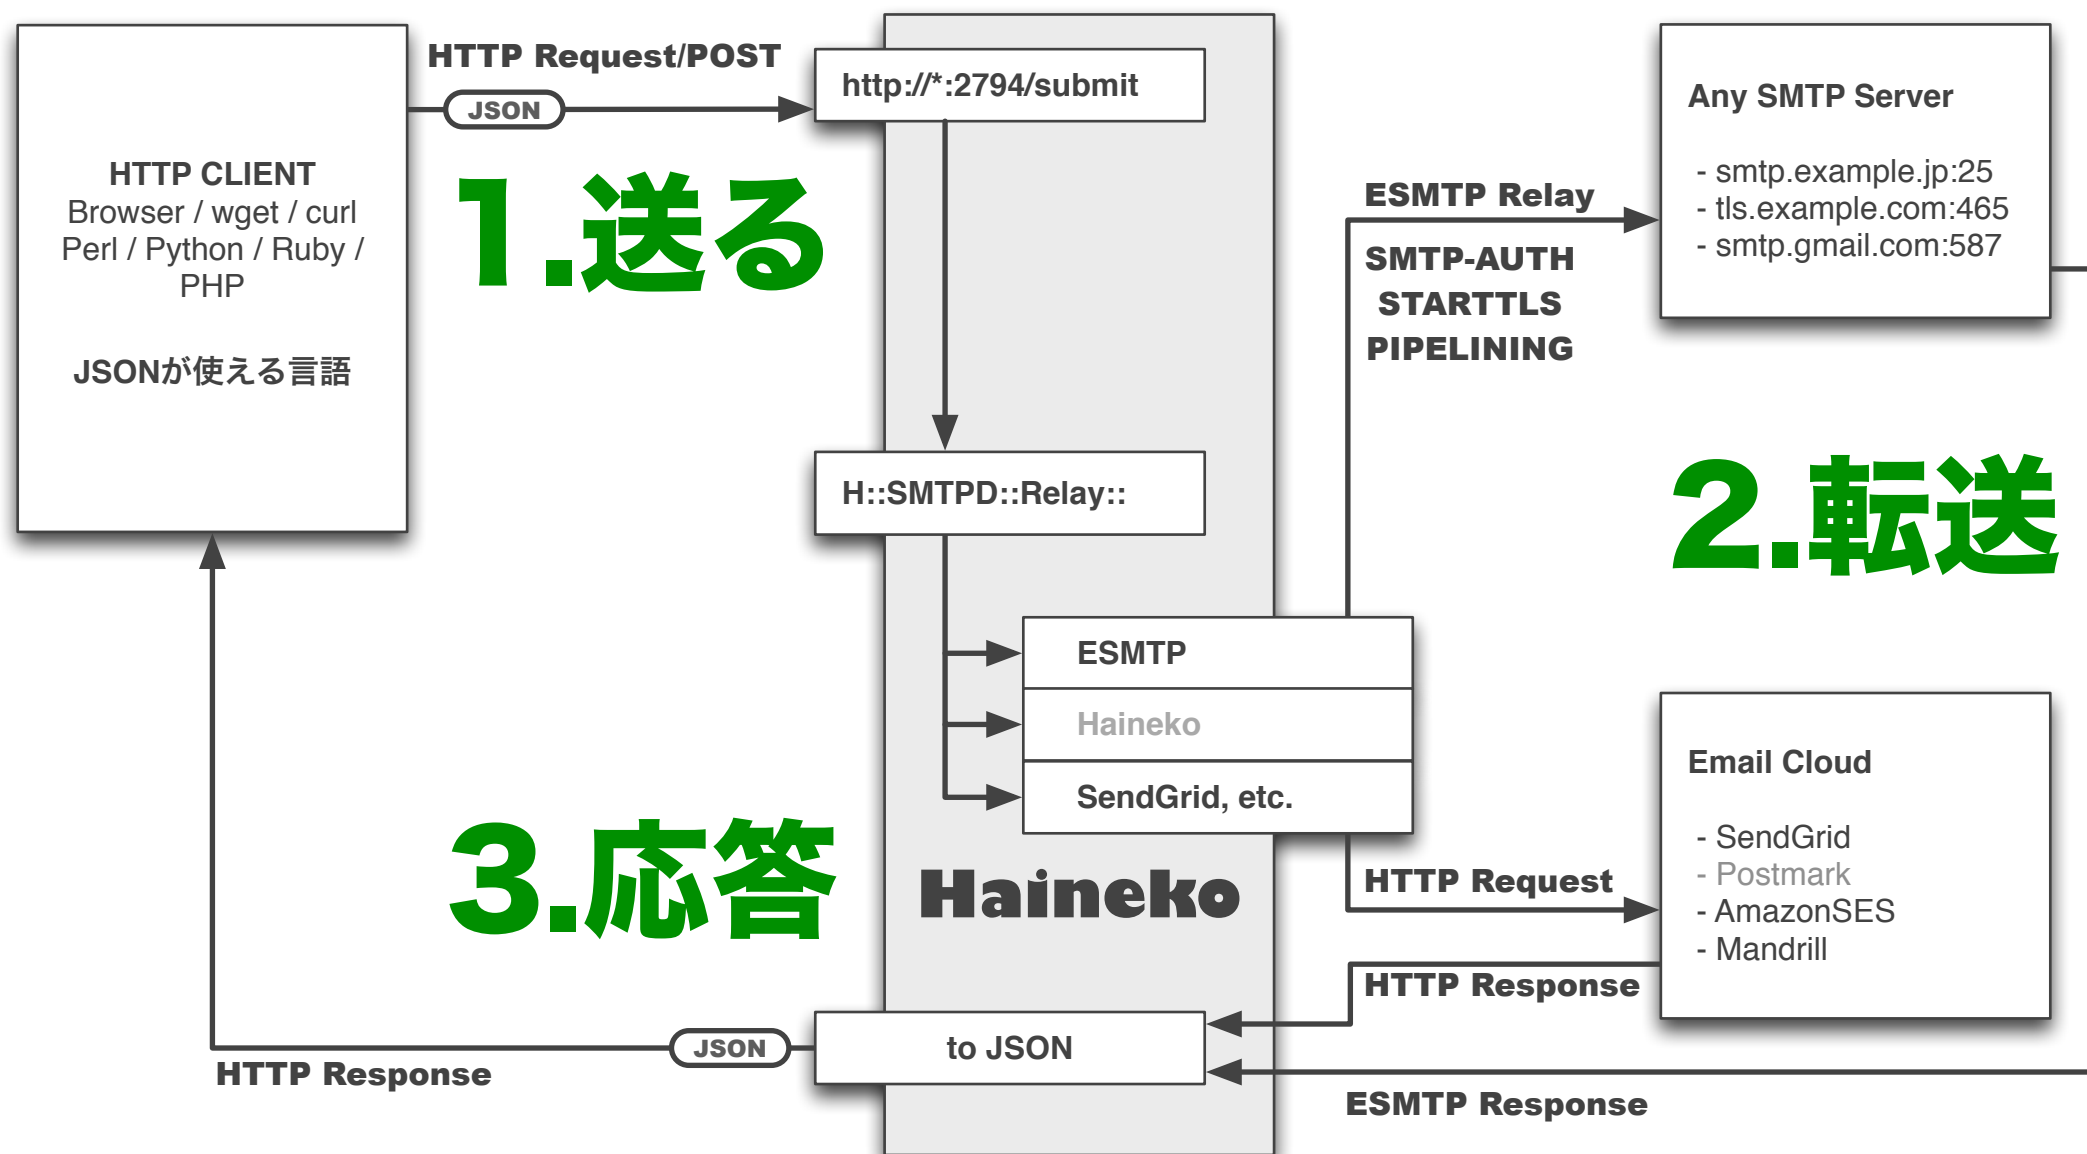 HTTP Request/POST
JSON
http://*:2794/submit
HTTP CLIENT
Browser / wget / curl
Perl / Python / Ruby /
PHP
JSONが使える言語
1.送る
Any SMTP Server
- smtp.example.jp:25
- tls.example.com:465
- smtp.gmail.com:587
ESMTP Relay
SMTP-AUTH
STARTTLS
PIPELINING
H::SMTPD::Relay::
2.転送
ESMTP
Haineko
SendGrid, etc.
Email Cloud
- SendGrid
- Postmark
- AmazonSES
- Mandrill
3.応答
Haineko
HTTP Request
HTTP Response
to JSON
JSON
HTTP Response
ESMTP Response